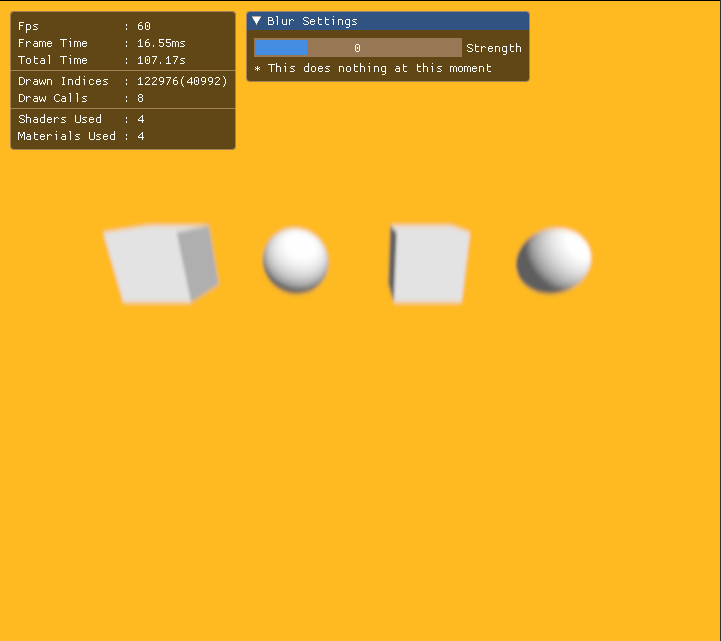 Fps : 60
Frame Time : 16.55ms
Total Time : 107.17s
Drawn Indices : 122976(40992)
Draw Calls : 8
Shaders Used : 4
Materials Used : 4
Blur Settings
0 Strength
* This does nothing at this moment